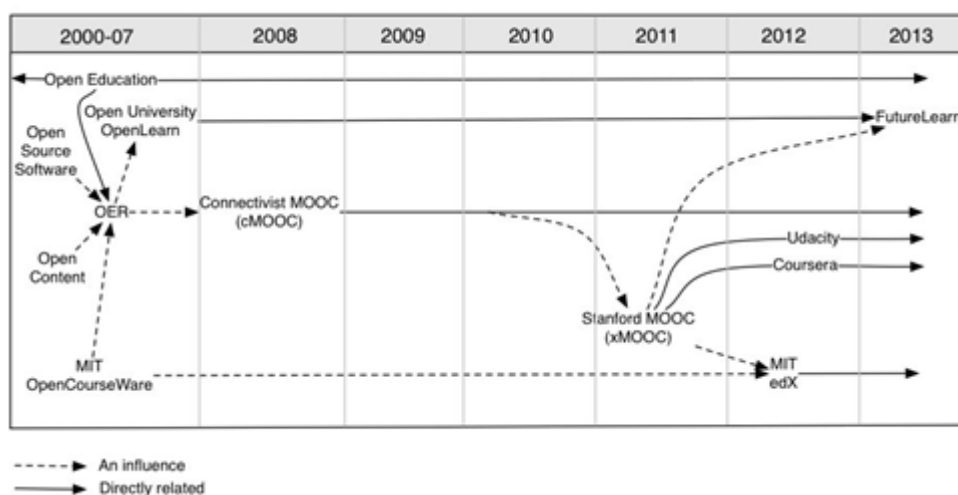 2000-07 2008 2009 2010 2011 2012 2013
Open Education
Open University
OpenLearn
FutureLearn
Open
Source
Software
OER
Connectivist MOOC
(cMOOC)
Udacity
Coursera
Open
Content
Stanford MOOC
(xMOOC)
MIT
OpenCourseWare
MIT
edX
An influence
Directly related